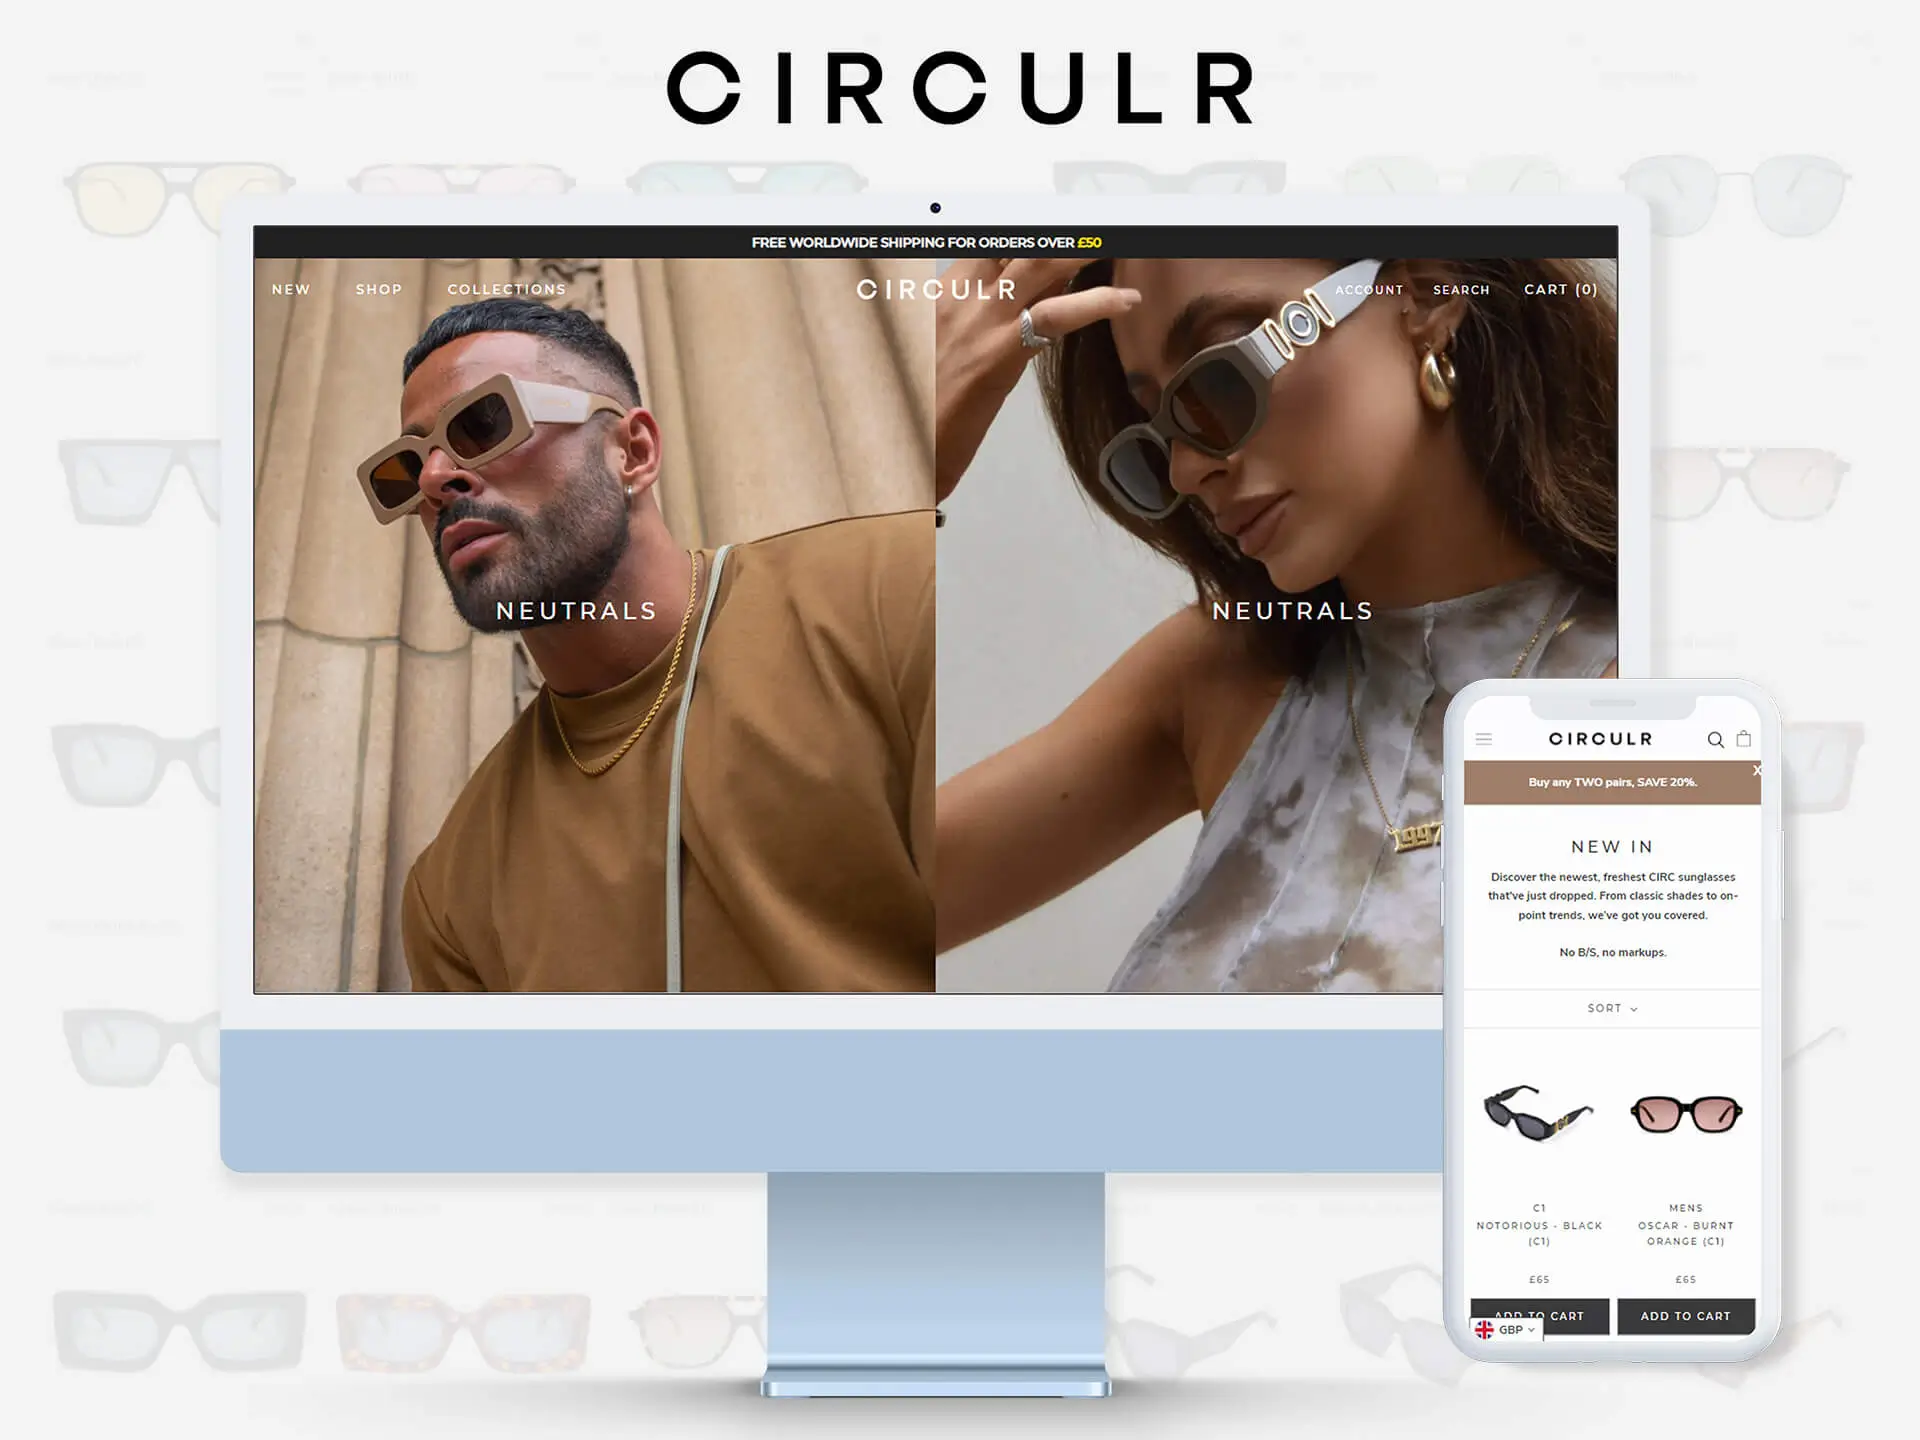 CIRCULR
FREE WORLDWIDE SHIPPING FOR ORDERS OVER £50
NEW SHOP COLLECTIONS CIRCULR ACCOUNT SEARCH CART (0)
NEUTRALS NEUTRALS
1997
CIRCULR
X
Buy any TWO pairs, SAVE 20%.
NEW IN
Discover the newest, freshest CIRC sunglasses
that've just dropped. From classic shades to on-
point trends, we've got you covered.
No B/S, no markups.
SORT
C1 MENS
NOTORIOUS - BLACK OSCAR - BURNT
(C1) ORANGE (C1)
£65 £65
ADD TO CART ADD TO CART
GBP